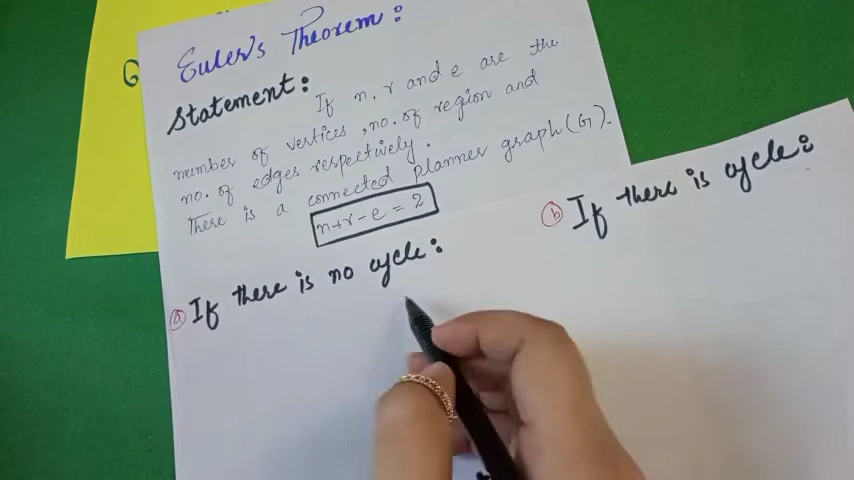 Euler's Theorem:
Statement:
If n, r and e are the
number of vertices, no. of region and
no. of edges respectively.
There is a connected planner graph (G).
n+r-e = 2
a If there is no cycle:
b If there is cycle:
G